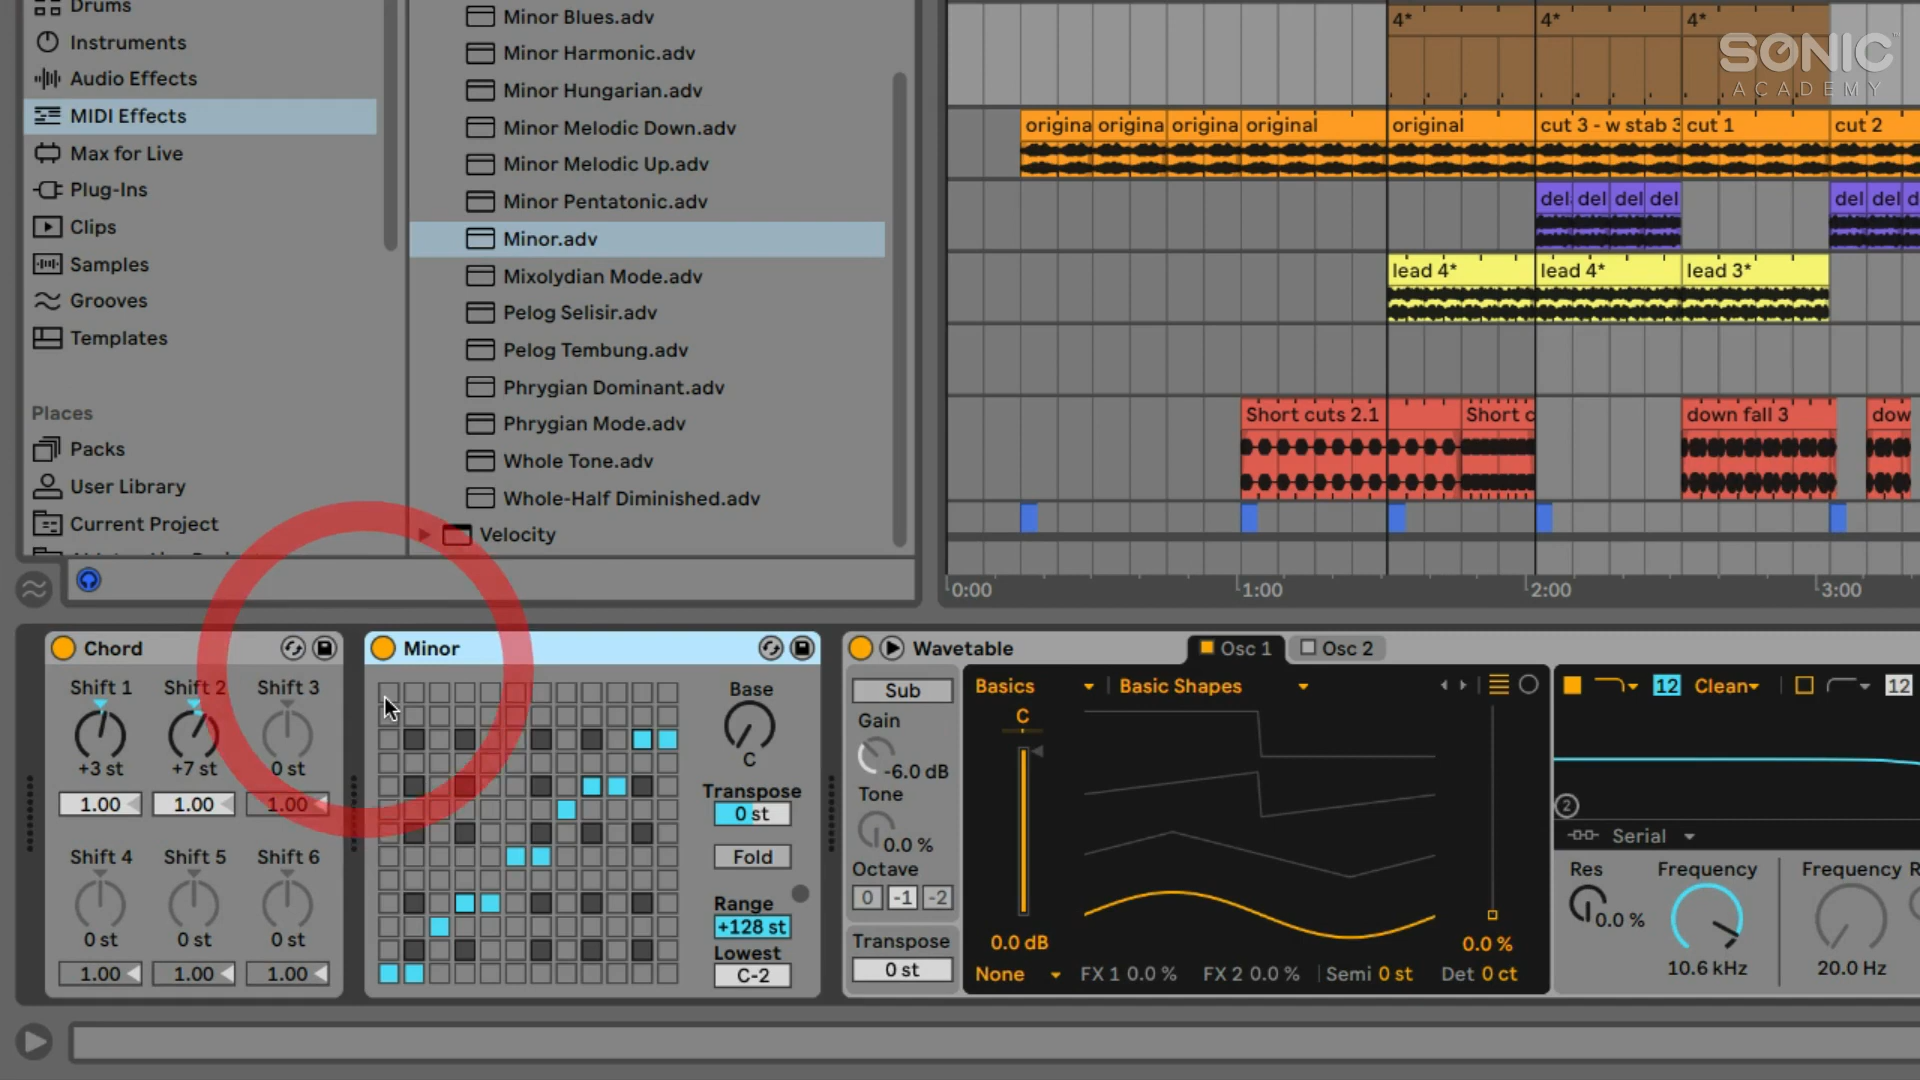 Drums
Instruments
Audio Effects
MIDI Effects
Max for Live
Plug-Ins
Clips
Samples
Grooves
Templates
Places
Packs
User Library
Current Project
Minor Blues.adv
Minor Harmonic.adv
Minor Hungarian.adv
Minor Melodic Down.adv
Minor Melodic Up.adv
Minor Pentatonic.adv
Minor.adv
Mixolydian Mode.adv
Pelog Selisir.adv
Pelog Tembung.adv
Phrygian Dominant.adv
Phrygian Mode.adv
Whole Tone.adv
Whole-Half Diminished.adv
Velocity
4* 4* 4*
SONIC
ACADEMY
origina origina origina original original cut 3 - w stab 3 cut 1 cut 2
del del del del del del d
lead 4* lead 4* lead 3*
Short cuts 2.1 Short c down fall 3 dow
0:00 1:00 2:00 3:00
Chord
Shift 1 Shift 2 Shift 3
+3 st +7 st 0 st
1.00 1.00 1.00
Shift 4 Shift 5 Shift 6
0 st 0 st 0 st
1.00 1.00 1.00
Minor
Base
C
Transpose
0 st
Fold
Range
+128 st
Lowest
C-2
Wavetable Osc 1 Osc 2
Sub
Gain
-6.0 dB
Tone
0.0 %
Octave
0 -1 -2
Transpose
0 st
Basics Basic Shapes
C
0.0 dB 0.0 %
None FX 1 0.0 % FX 2 0.0 % Semi 0 st Det 0 ct
12 Clean 12
2
Serial
Res Frequency Frequency R
0.0 %
10.6 kHz 20.0 Hz